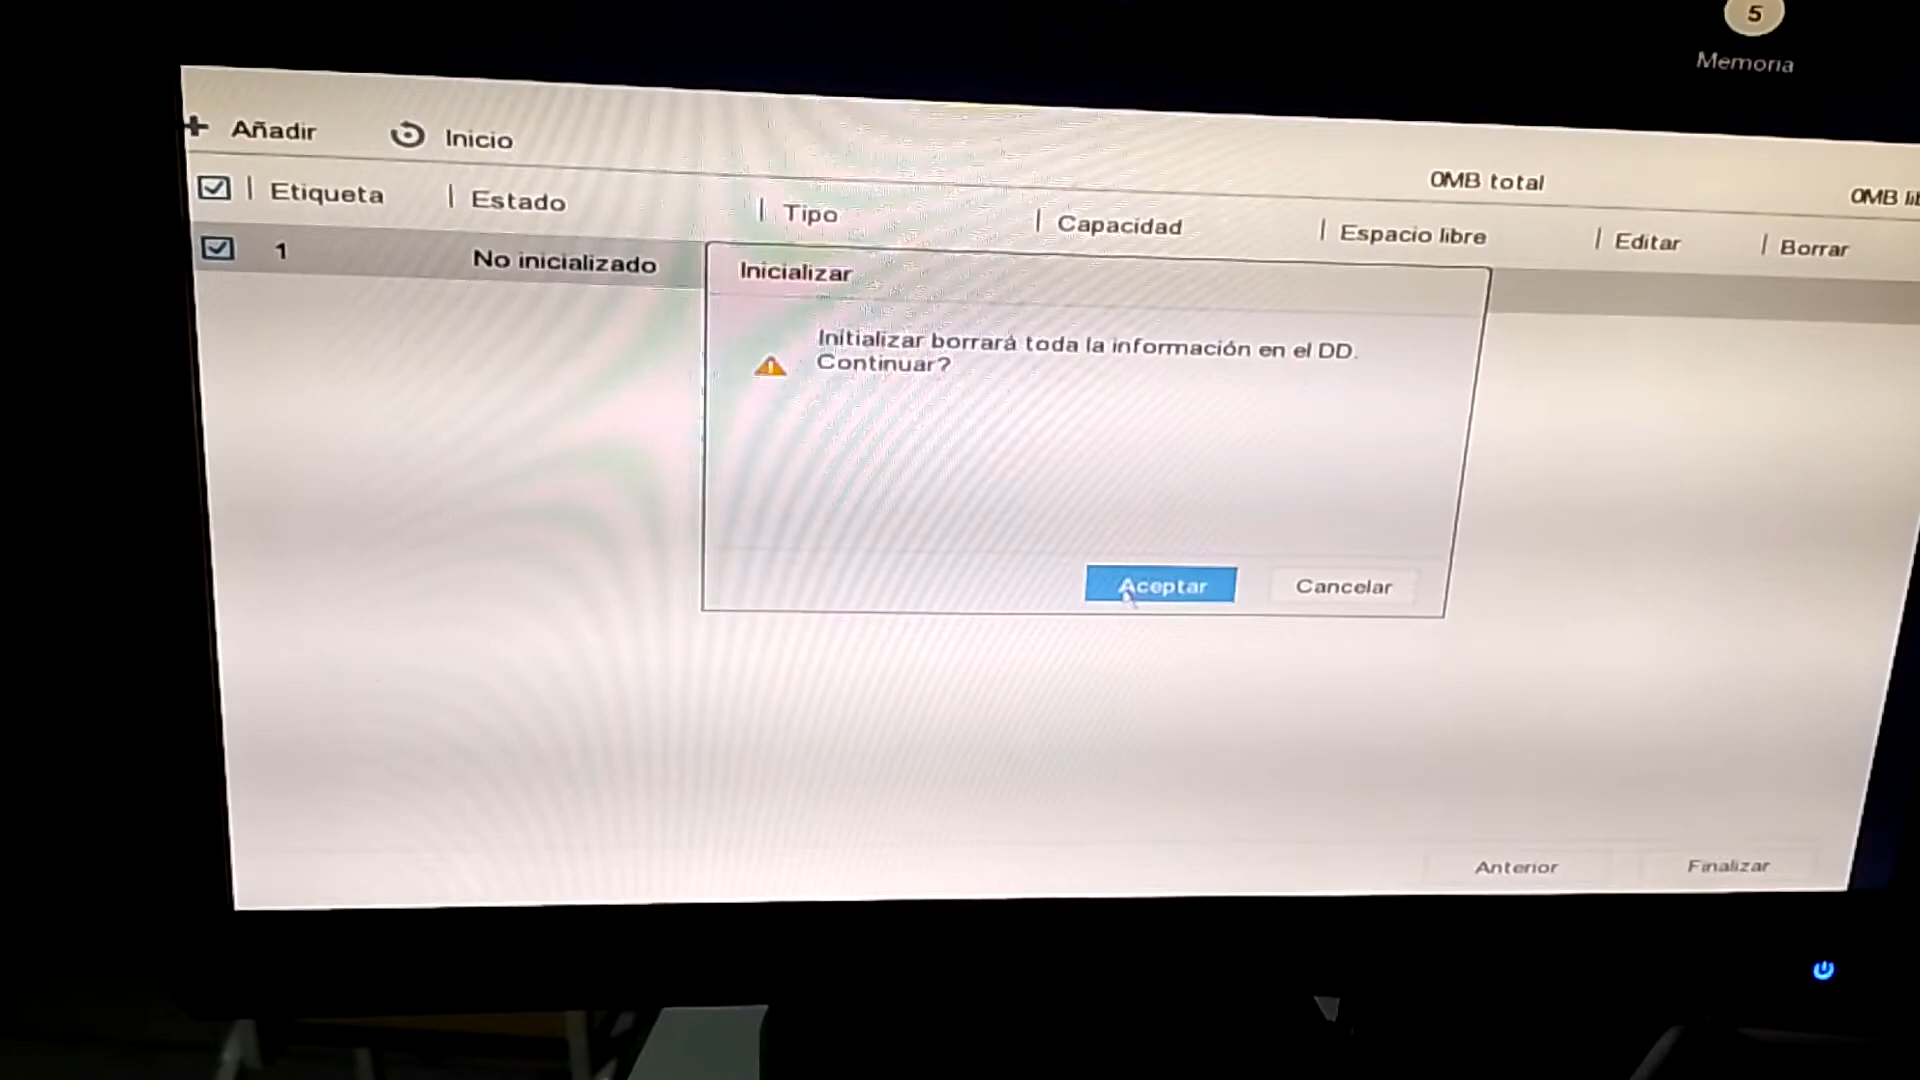 5
Memoria
Añadir Inicio
0MB total
Etiqueta | Estado | Tipo | Capacidad | Espacio libre | Editar | Borrar
1 No inicializado
Inicializar
Initializar borrará toda la información en el DD.
Continuar?
Aceptar Cancelar
Anterior Finalizar